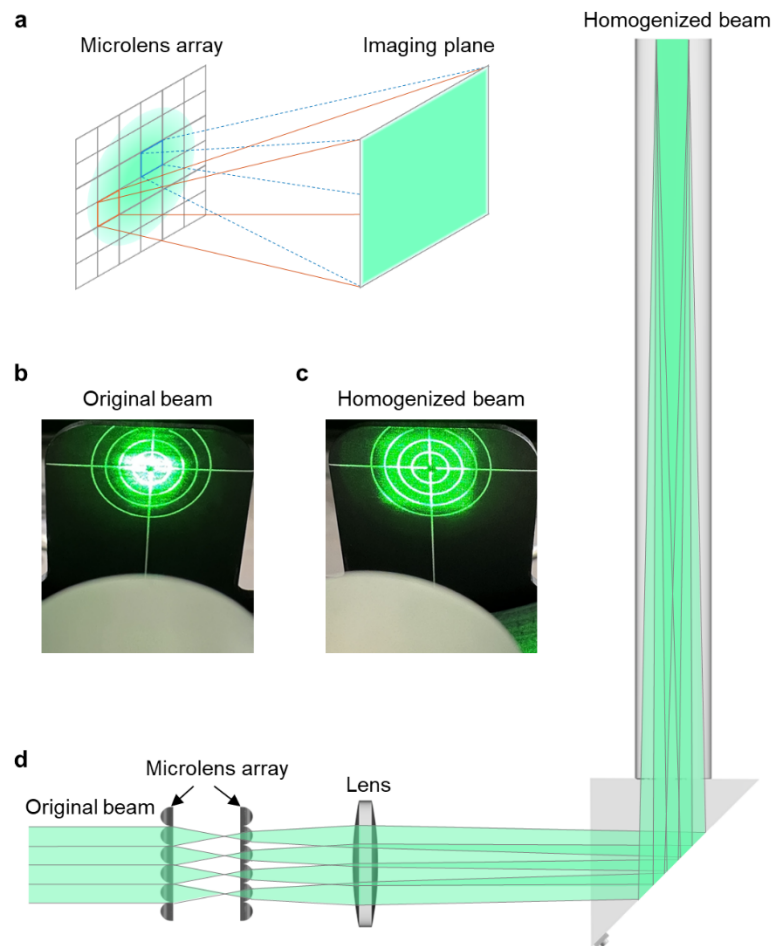 a
Microlens array
Imaging plane
Homogenized beam
b
Original beam
c
Homogenized beam
d
Microlens array
Original beam
Lens